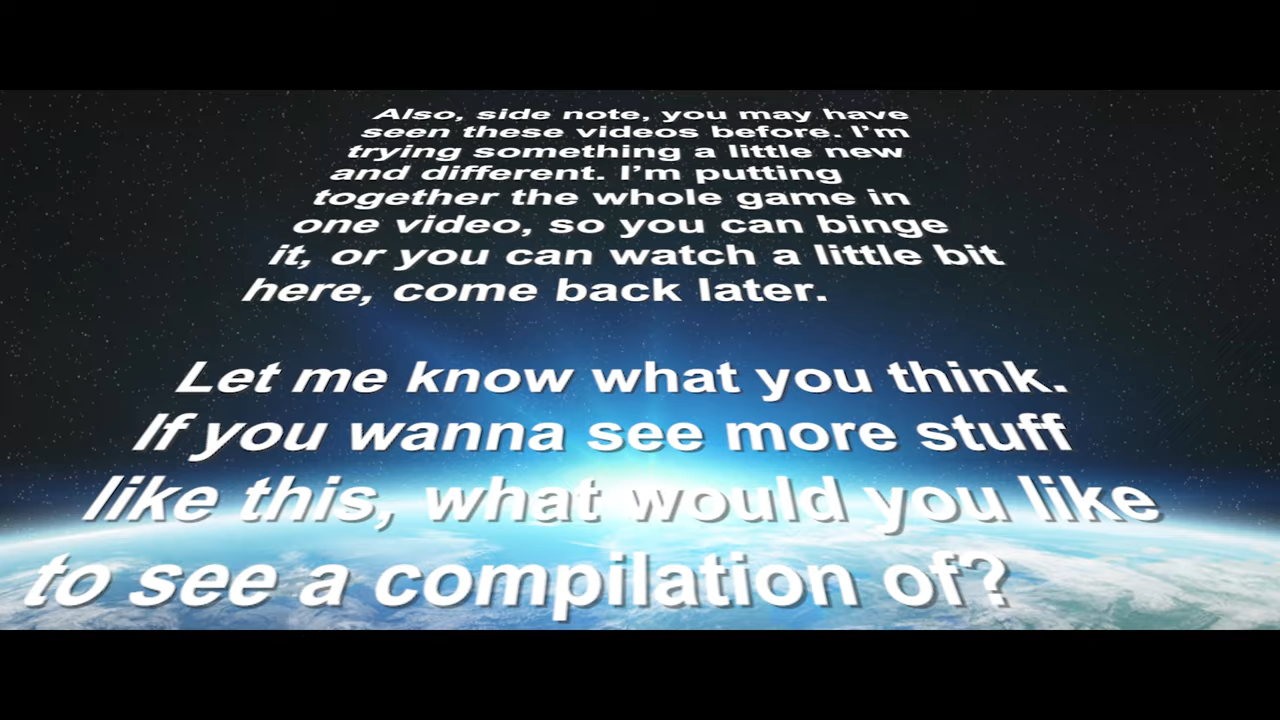 Also, side note, you may have
seen these videos before. I'm
trying something a little new
and different. I'm putting
together the whole game in
one video, so you can binge
it, or you can watch a little bit
here, come back later.
Let me know what you think.
If you wanna see more stuff
like this, what would you like
to see a compilation of?